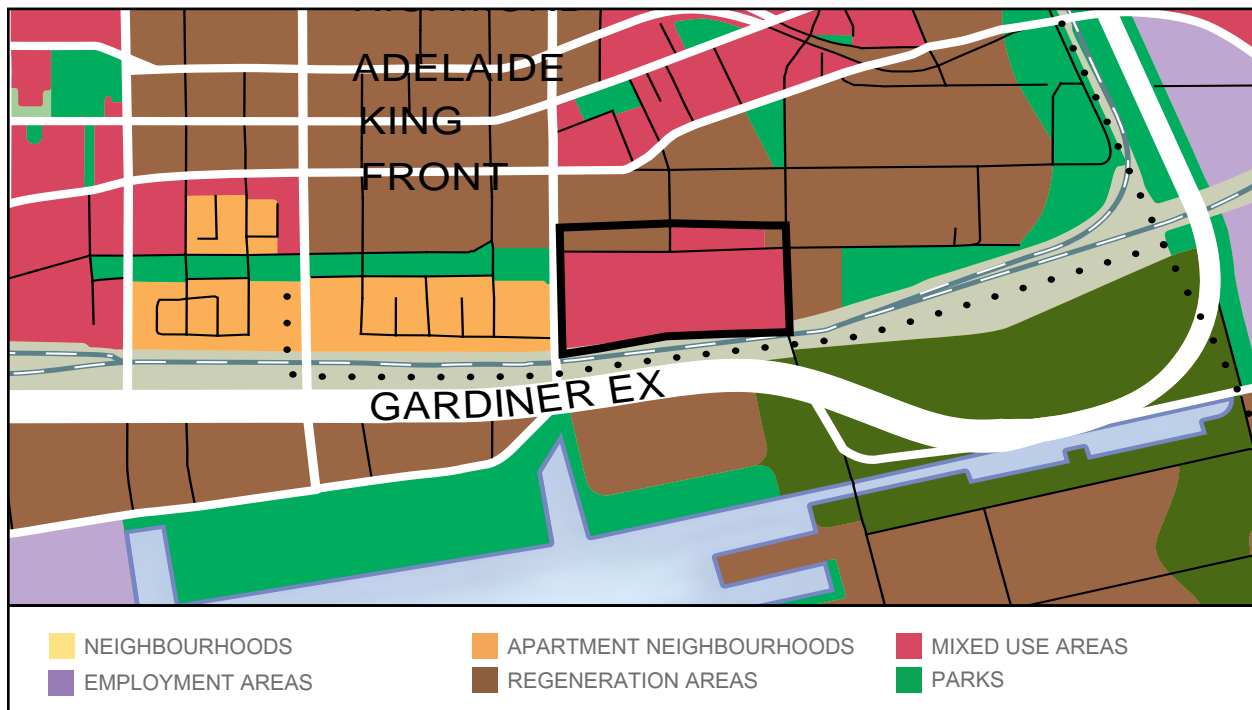 ADELAIDE
KING
FRONT
GARDINER EX
NEIGHBOURHOODS
APARTMENT NEIGHBOURHOODS
MIXED USE AREAS
EMPLOYMENT AREAS
REGENERATION AREAS
PARKS